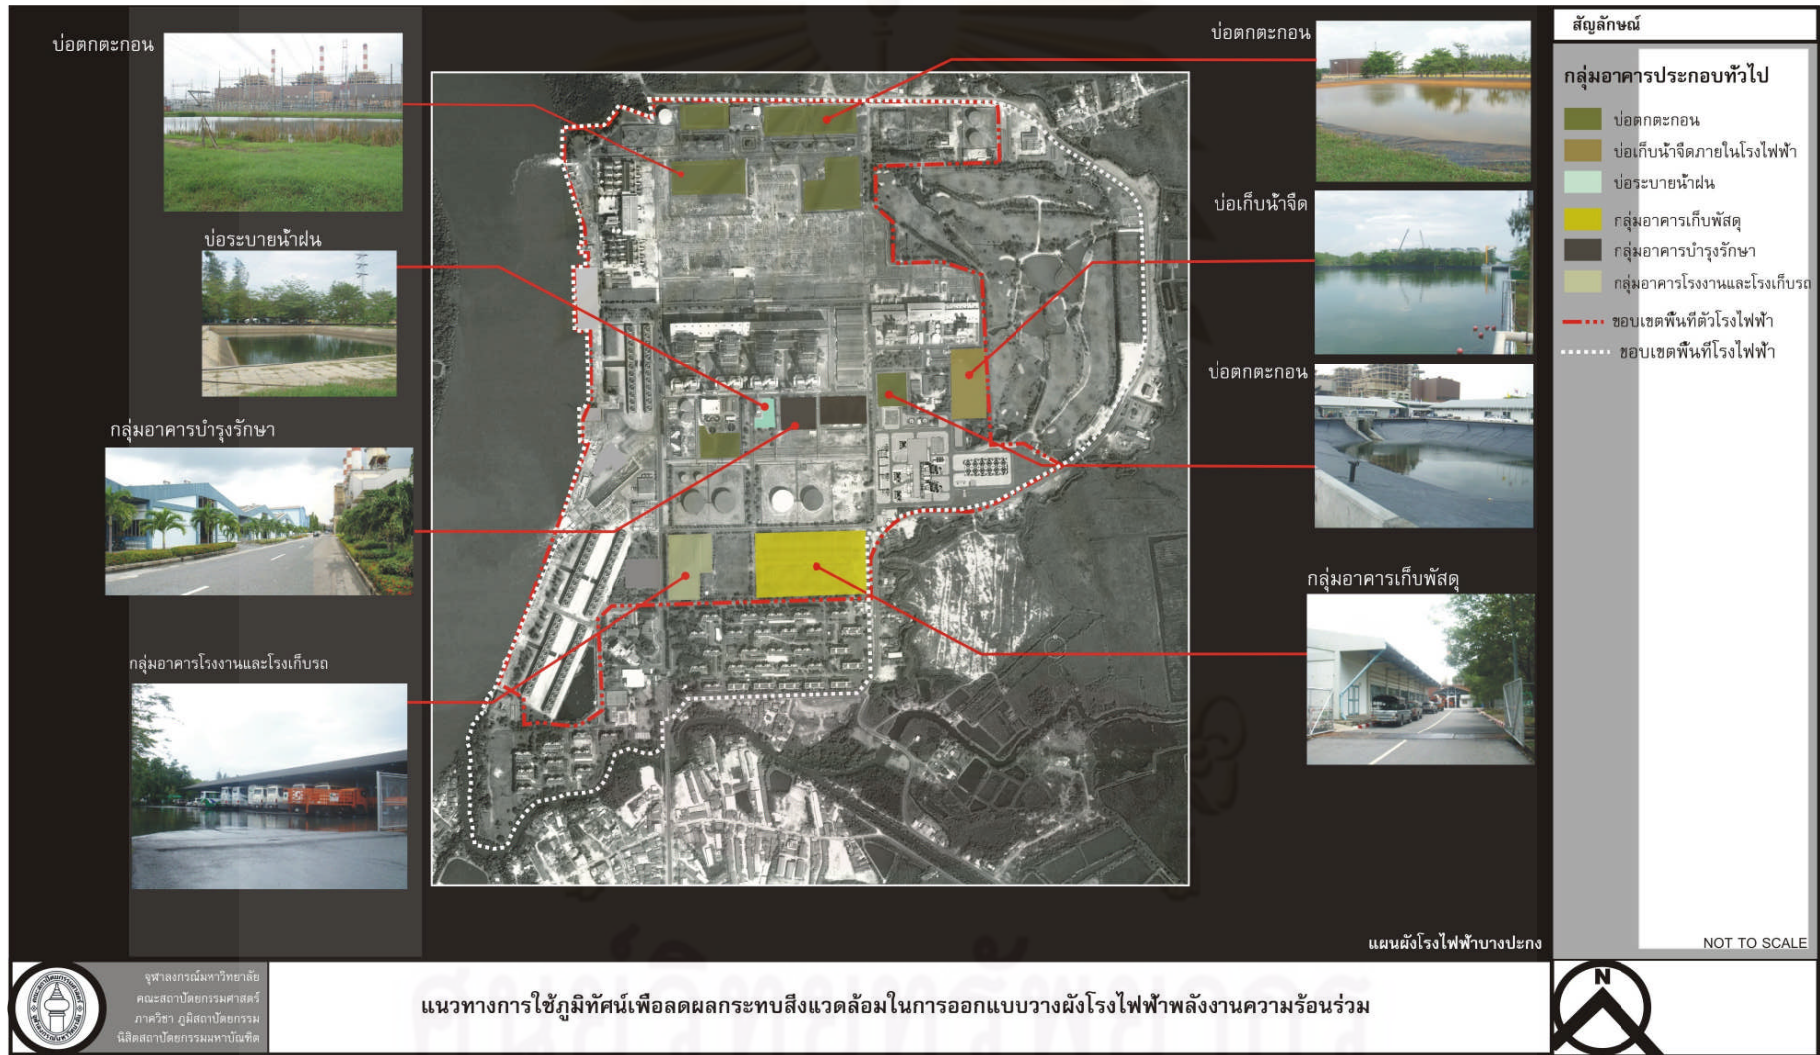 บ่อตกตะกอน
บ่อระบายน้ำฝน
กลุ่มอาคารบำรุงรักษา
กลุ่มอาคารโรงงานและโรงเก็บรถ
บ่อตกตะกอน
บ่อเก็บน้ำจืด
บ่อตกตะกอน
กลุ่มอาคารเก็บพัสดุ
แผนผังโรงไฟฟ้าบางปะกง
สัญลักษณ์
กลุ่มอาคารประกอบทั่วไป
บ่อตกตะกอน
บ่อเก็บน้ำจืดภายในโรงไฟฟ้า
บ่อระบายน้ำฝน
กลุ่มอาคารเก็บพัสดุ
กลุ่มอาคารบำรุงรักษา
กลุ่มอาคารโรงงานและโรงเก็บรถ
ขอบเขตพื้นที่ตัวโรงไฟฟ้า
ขอบเขตพื้นที่โรงไฟฟ้า
NOT TO SCALE
จุฬาลงกรณ์มหาวิทยาลัย
คณะสถาปัตยกรรมศาสตร์
ภาควิชา ภูมิสถาปัตยกรรม
นิสิตสถาปัตยกรรมมหาบัณฑิต
แนวทางการใช้ภูมิทัศน์เพื่อลดผลกระทบสิ่งแวดล้อมในการออกแบบวางผังโรงไฟฟ้าพลังงานความร้อนร่วม
N